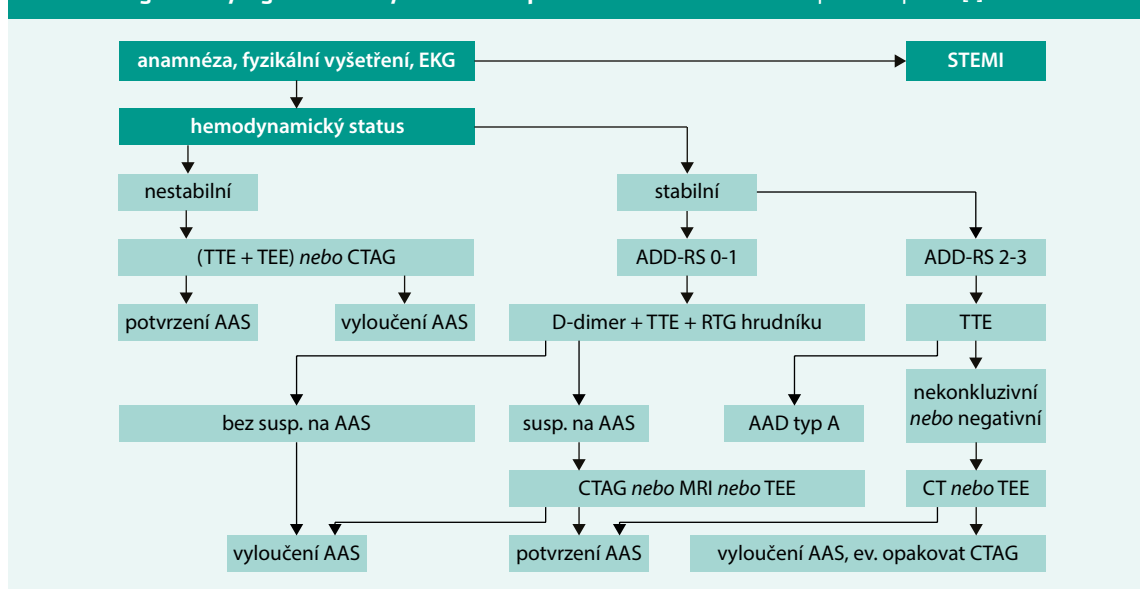 anamnéza, fyzikální vyšetření, EKG
STEMI
hemodynamický status
nestabilní
stabilní
(TTE + TEE) nebo CTAG
ADD-RS 0-1
ADD-RS 2-3
potvrzení AAS
vyloučení AAS
D-dimer + TTE + RTG hrudníku
TTE
bez susp. na AAS
susp. na AAS
AAD typ A
nekonkluzivní
nebo negativní
CTAG nebo MRI nebo TEE
CT nebo TEE
vyloučení AAS
potvrzení AAS
vyloučení AAS, ev. opakovat CTAG